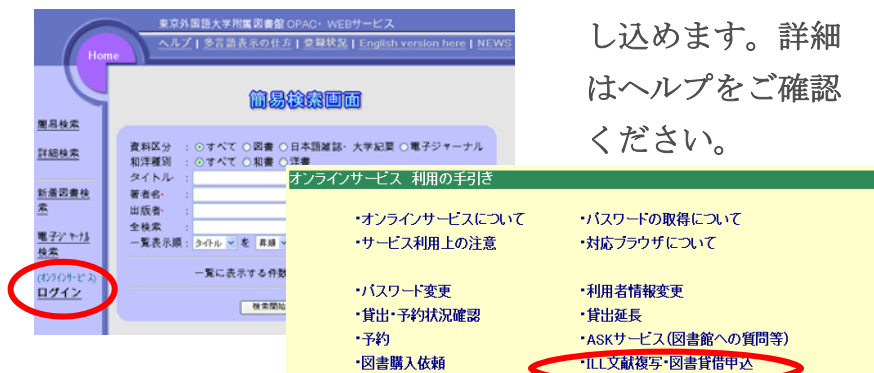 東京外国語大学附属図書館 OPAC・WEBサービス
ヘルプ | 多言語表示の仕方 | 登録状況 | English version here | NEWS
Home
簡易検索画面
簡易検索
詳細検索
新着図書検
索
電子ジャーナル
検索
(オンラインサービス)
ログイン
資料区分 : すべて 図書 日本語雑誌・大学紀要 電子ジャーナル
和洋種別 : すべて 和書 洋書
タイトル・ :
著者名・ :
出版者・ :
全検索 :
一覧表示順 : タイトル を 昇順
一覧に表示する件数
検索開始
し込めます。詳細
はヘルプをご確認
ください。
オンラインサービス 利用の手引き
・オンラインサービスについて
・パスワードの取得について
・サービス利用上の注意
・対応ブラウザについて
・パスワード変更
・利用者情報変更
・貸出・予約状況確認
・貸出延長
・予約
・ASKサービス(図書館への質問等)
・図書購入依頼
・ILL文献複写・図書貸借申込